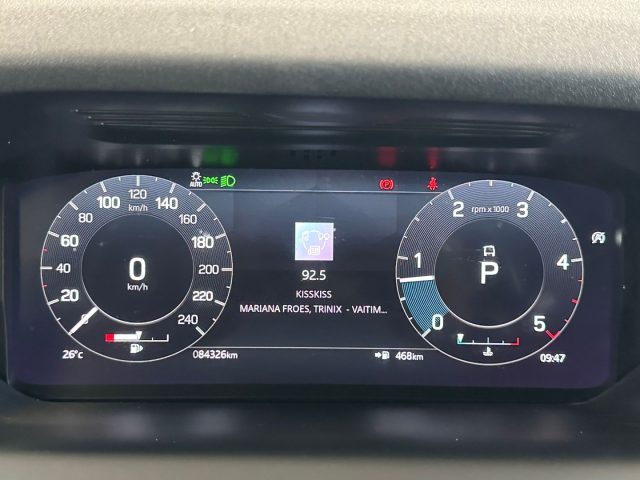 AUTO
120
km/h
100
140
80
160
60
180
40
200
20
220
0
240
0
km/h
26°c
084326km
92.5
KISSKISS
MARIANA FROES, TRINIX - VAITIM...
468km
rpm x 1000
2
3
1
4
0
5
P
09:47